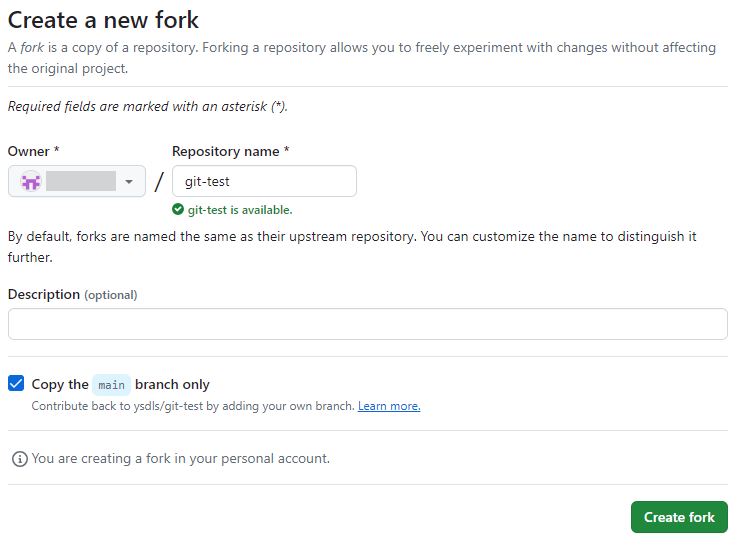 Create a new fork
A fork is a copy of a repository. Forking a repository allows you to freely experiment with changes without affecting
the original project.
Required fields are marked with an asterisk (*).
Owner * Repository name *
/ git-test
git-test is available.
By default, forks are named the same as their upstream repository. You can customize the name to distinguish it
further.
Description (optional)
Copy the main branch only
Contribute back to ysdls/git-test by adding your own branch. Learn more.
You are creating a fork in your personal account.
Create fork